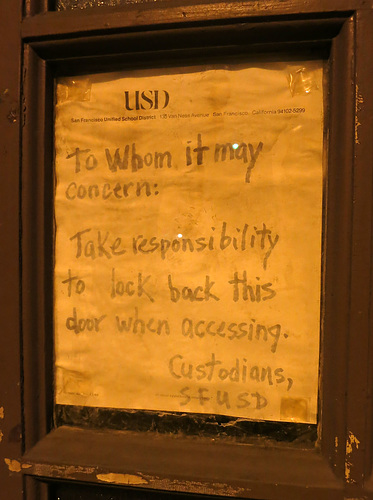 USD
San Francisco Unified School District 135 Van Ness Avenue San Francisco, California 94102-5299
To Whom it may
concern:
Take responsibility
to lock back this
door when accessing.
Custodians,
SFUSD